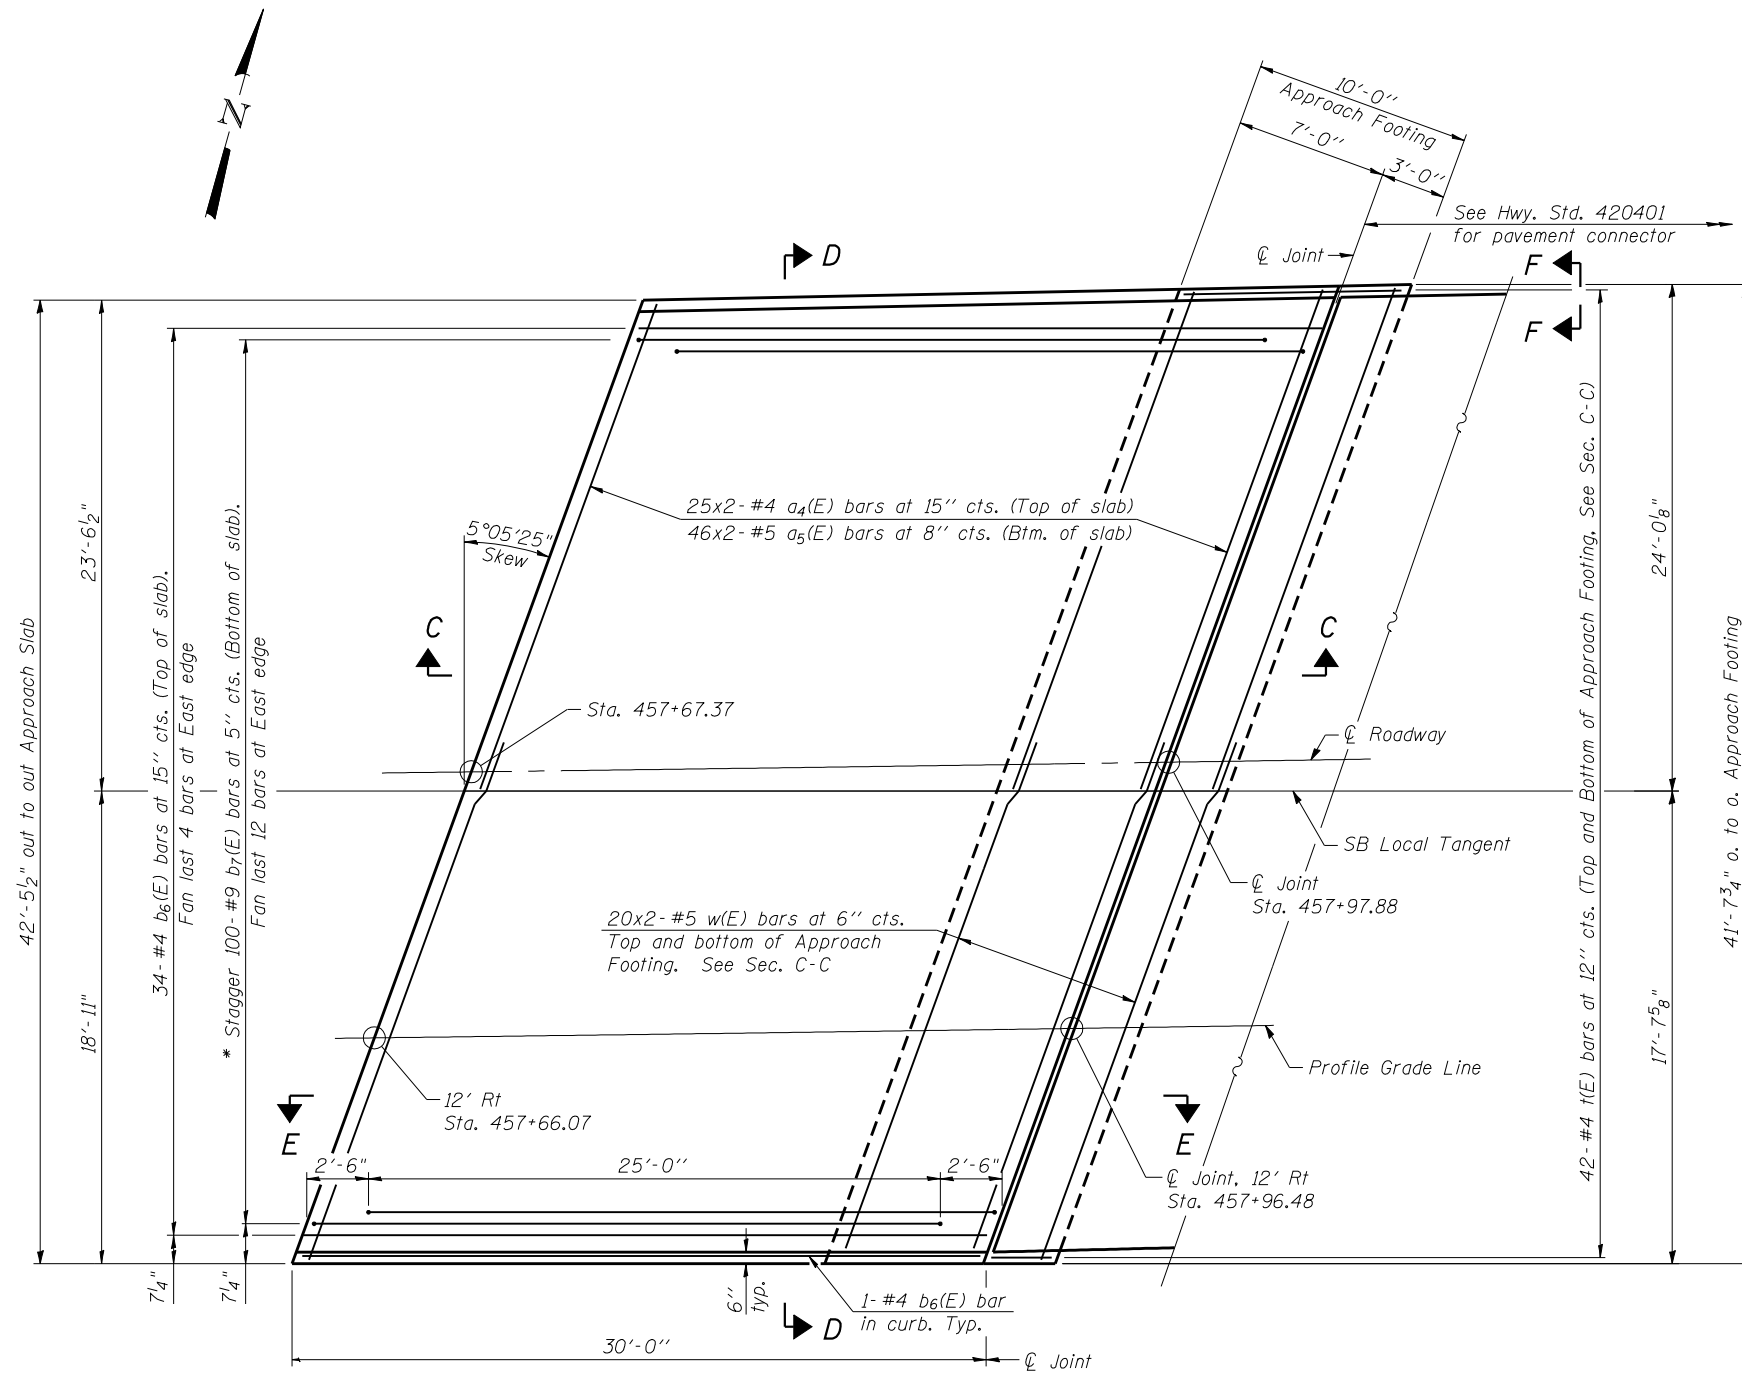 N
10'-0"
Approach Footing
7'-0"
3'-0"
See Hwy. Std. 420401
for pavement connector
℄ Joint
D
F
F
42'-5½" out to out Approach Slab
23'-6½"
18'-11"
34-#4 b6(E) bars at 15" cts. (Top of slab).
Fan last 4 bars at East edge
* Stagger 100-#9 b7(E) bars at 5" cts. (Bottom of slab).
Fan last 12 bars at East edge
5°05'25"
Skew
25x2-#4 a4(E) bars at 15" cts. (Top of slab)
46x2-#5 a5(E) bars at 8" cts. (Btm. of slab)
C
C
Sta. 457+67.37
℄ Roadway
SB Local Tangent
℄ Joint
Sta. 457+97.88
20x2-#5 w(E) bars at 6" cts.
Top and bottom of Approach
Footing. See Sec. C-C
Profile Grade Line
12' Rt
Sta. 457+66.07
E
E
℄ Joint, 12' Rt
Sta. 457+96.48
2'-6"
25'-0"
2'-6"
42-#4 t(E) bars at 12" cts. (Top and Bottom of Approach Footing, See Sec. C-C)
24'-0⅛"
17'-7⅝"
41'-7¾" o. to o. Approach Footing
7¼"
7¼"
6"
typ.
D
1-#4 b6(E) bar
in curb. Typ.
30'-0"
℄ Joint